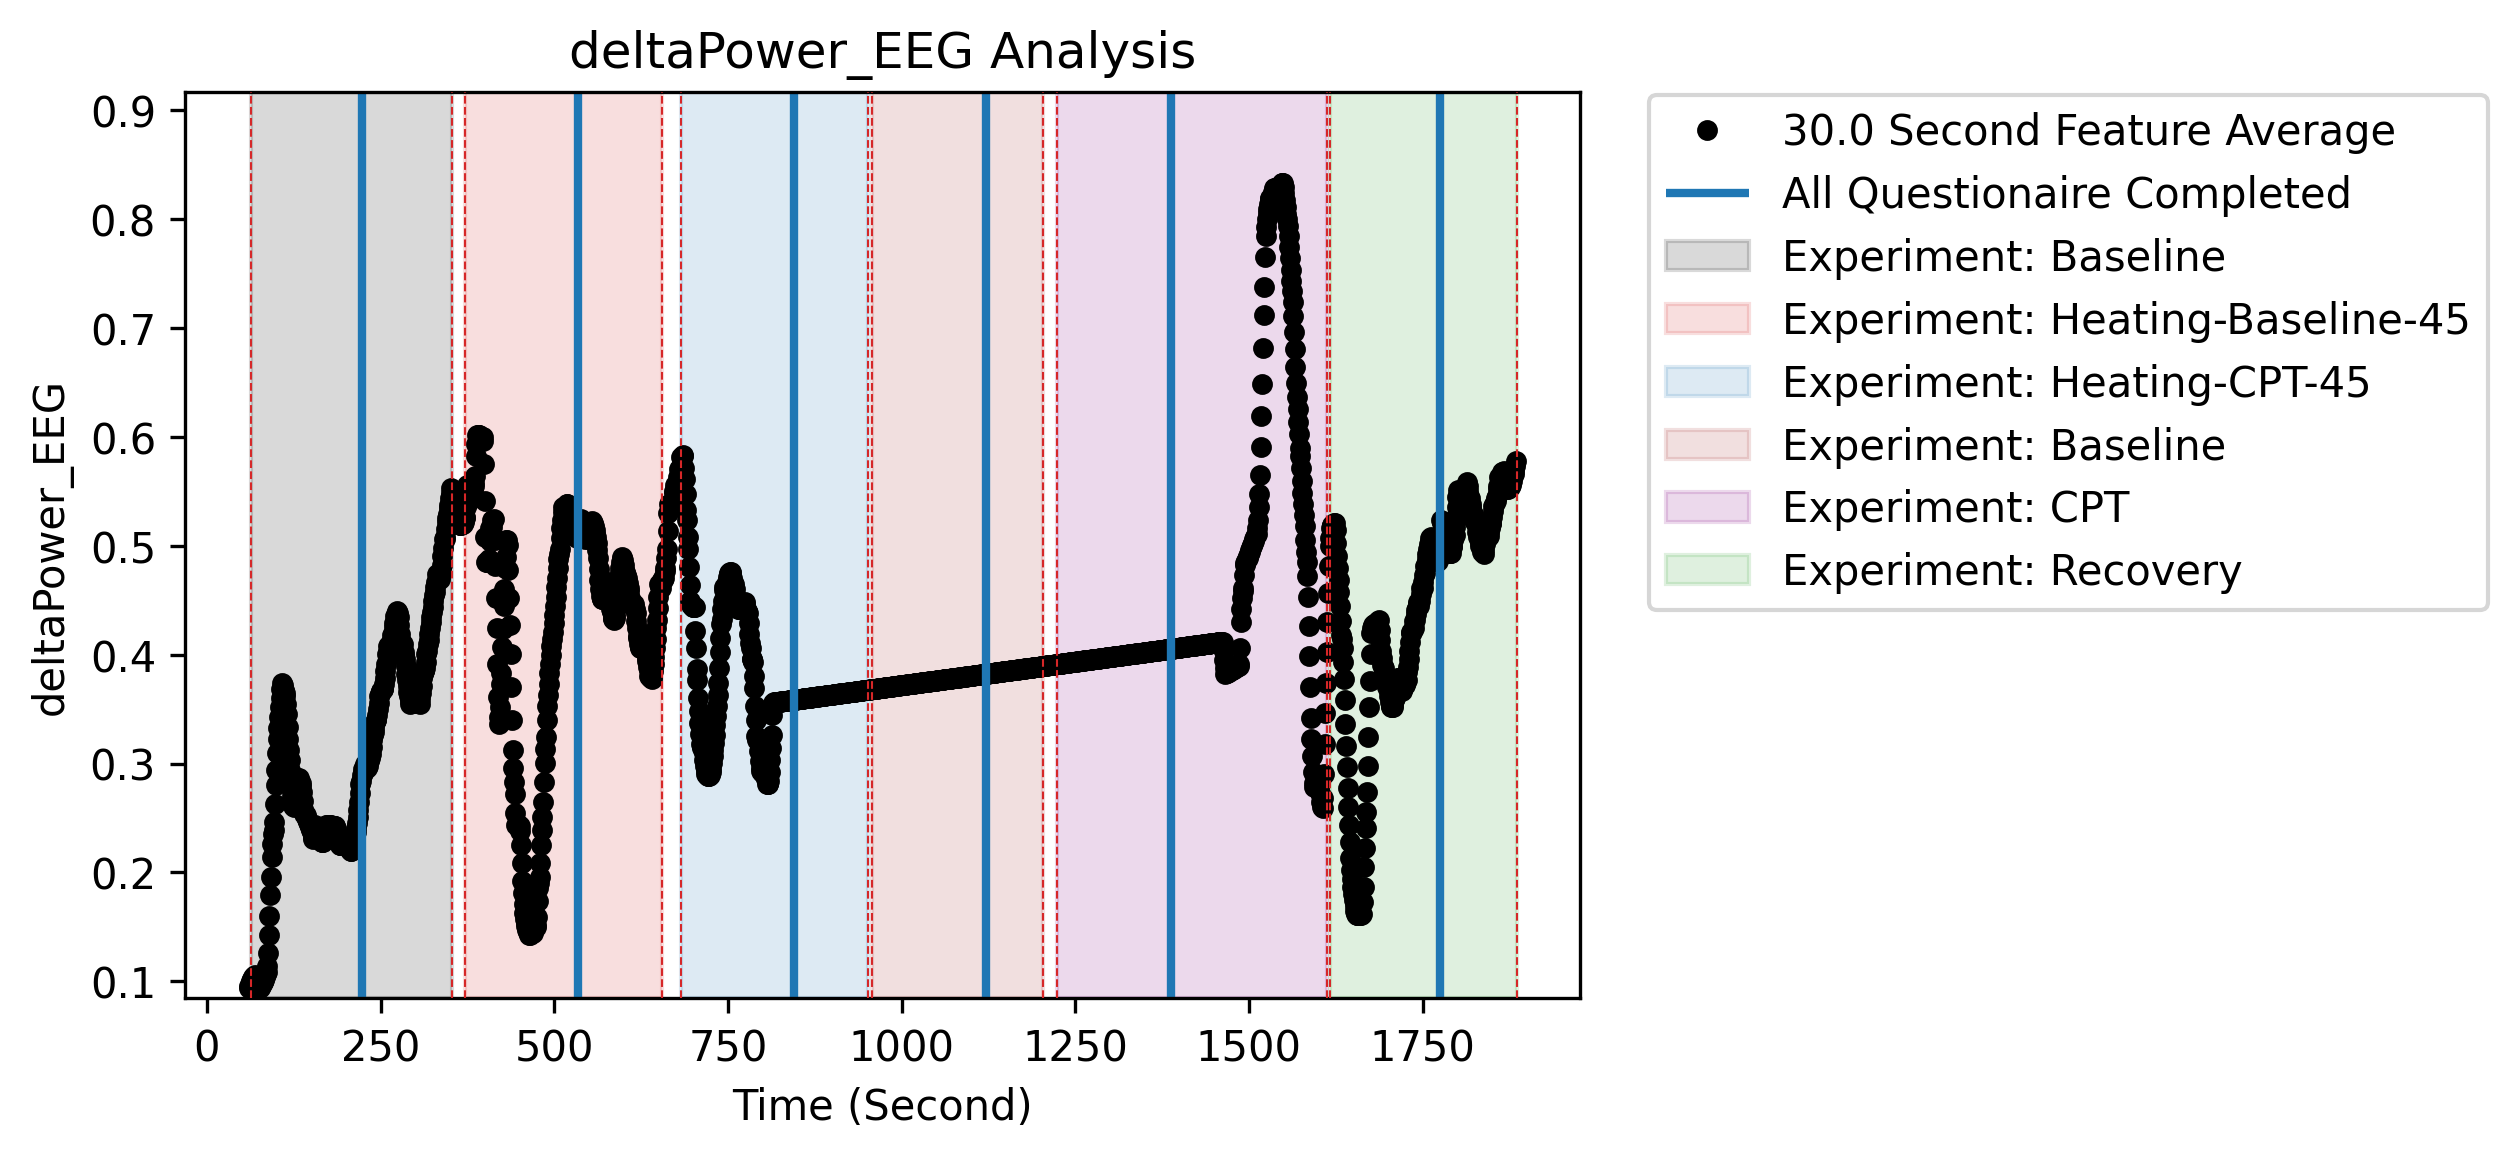 deltaPower_EEG Analysis
deltaPower_EEG
0.9
0.8
0.7
0.6
0.5
0.4
0.3
0.2
0.1
0 250 500 750 1000 1250 1500 1750
Time (Second)
30.0 Second Feature Average
All Questionaire Completed
Experiment: Baseline
Experiment: Heating-Baseline-45
Experiment: Heating-CPT-45
Experiment: Baseline
Experiment: CPT
Experiment: Recovery